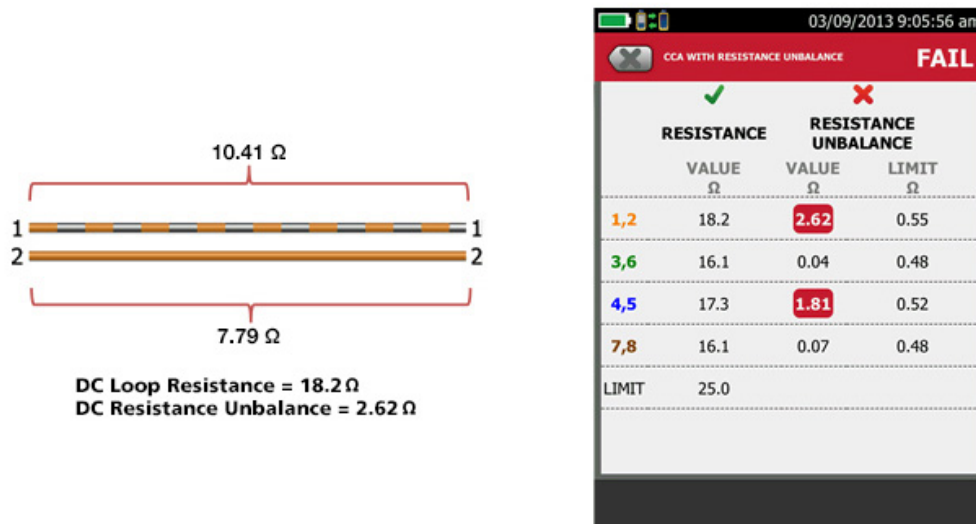 10.41 Ω
1 1
2 2
7.79 Ω
DC Loop Resistance = 18.2 Ω
DC Resistance Unbalance = 2.62 Ω
03/09/2013 9:05:56 am
CCA WITH RESISTANCE UNBALANCE FAIL
RESISTANCE RESISTANCE
UNBALANCE
VALUE VALUE LIMIT
Ω Ω Ω
1,2 18.2 2.62 0.55
3,6 16.1 0.04 0.48
4,5 17.3 1.81 0.52
7,8 16.1 0.07 0.48
LIMIT 25.0